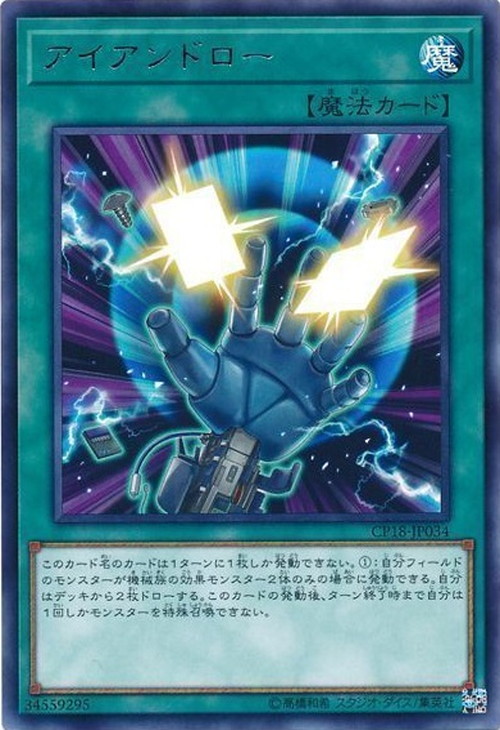 アイアンドロー
魔
【魔法カード】
CP18-JP034
このカード名のカードは1ターンに1枚しか発動できない。①:自分フィールド
のモンスターが機械族の効果モンスター2体のみの場合に発動できる。自分
はデッキから2枚ドローする。このカードの発動後、ターン終了時まで自分は
1回しかモンスターを特殊召喚できない。
34559295
©高橋和希 スタジオ・ダイス/集英社